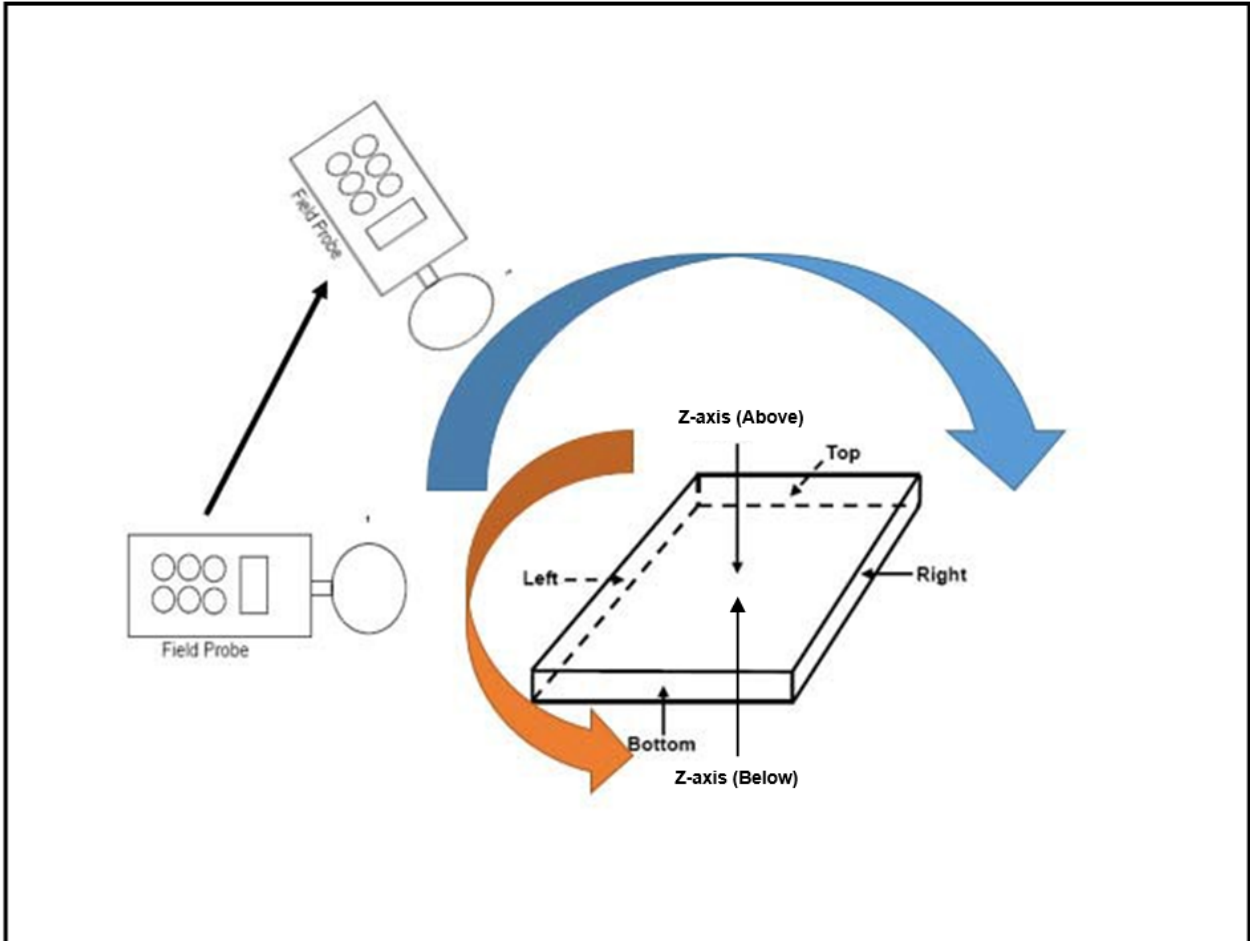 Field Probe
Z-axis (Above)
Top
Left
Right
Field Probe
Bottom
Z-axis (Below)